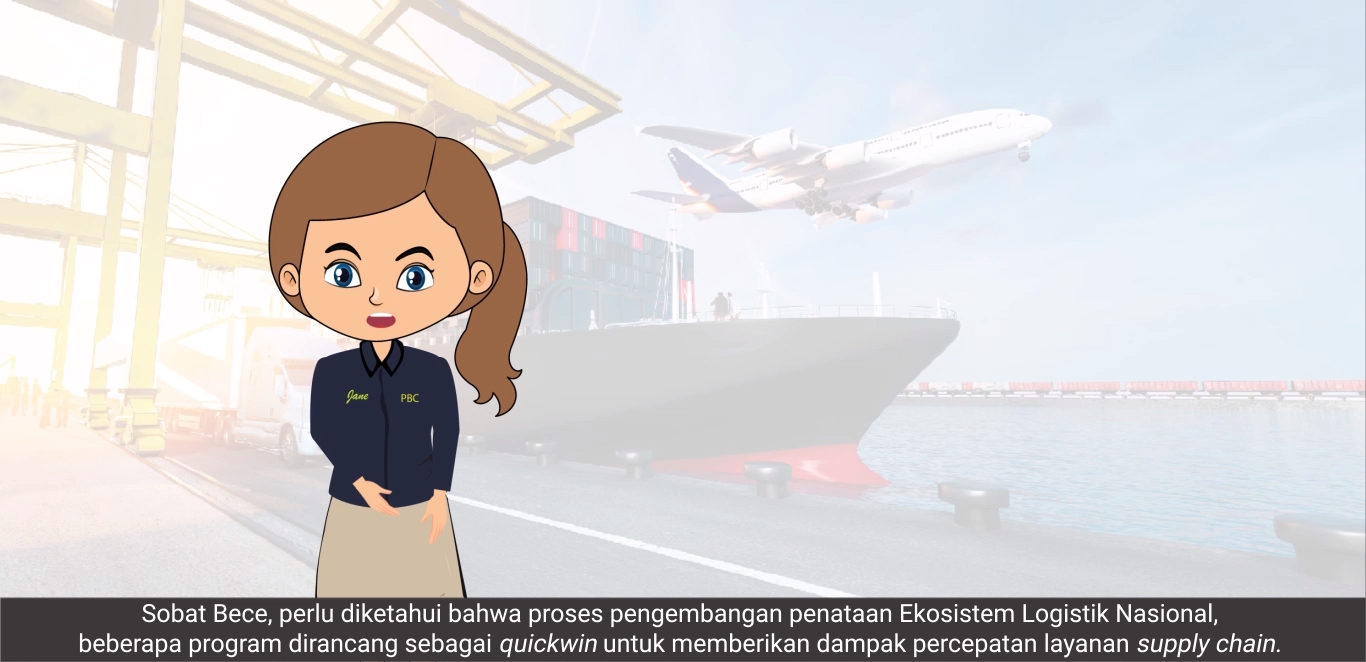 Jane
PBC
Sobat Bece, perlu diketahui bahwa proses pengembangan penataan Ekosistem Logistik Nasional,
beberapa program dirancang sebagai quickwin untuk memberikan dampak percepatan layanan supply chain.